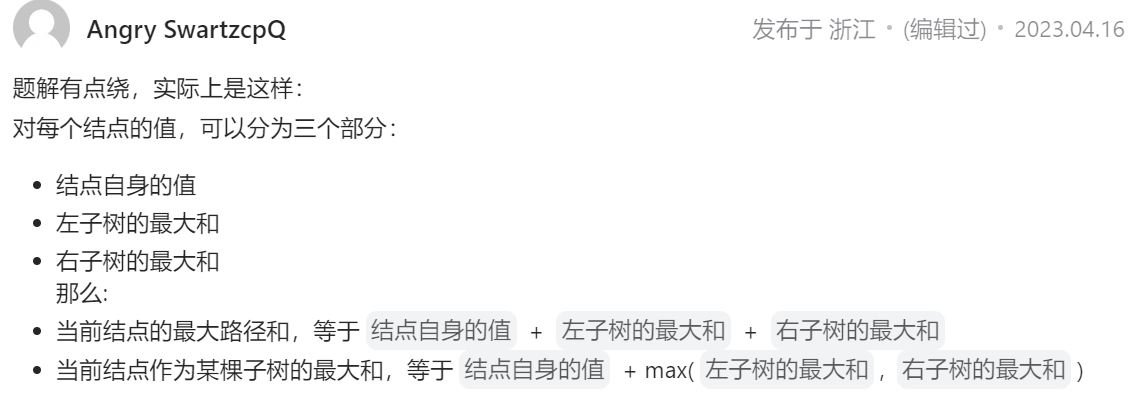 Angry SwartzcpQ
发布于 浙江 • (编辑过) • 2023.04.16
题解有点绕，实际上是这样：
对每个结点的值，可以分为三个部分：
• 结点自身的值
• 左子树的最大和
• 右子树的最大和
那么:
• 当前结点的最大路径和，等于 结点自身的值 + 左子树的最大和 + 右子树的最大和
• 当前结点作为某棵子树的最大和，等于 结点自身的值 + max( 左子树的最大和 , 右子树的最大和 )